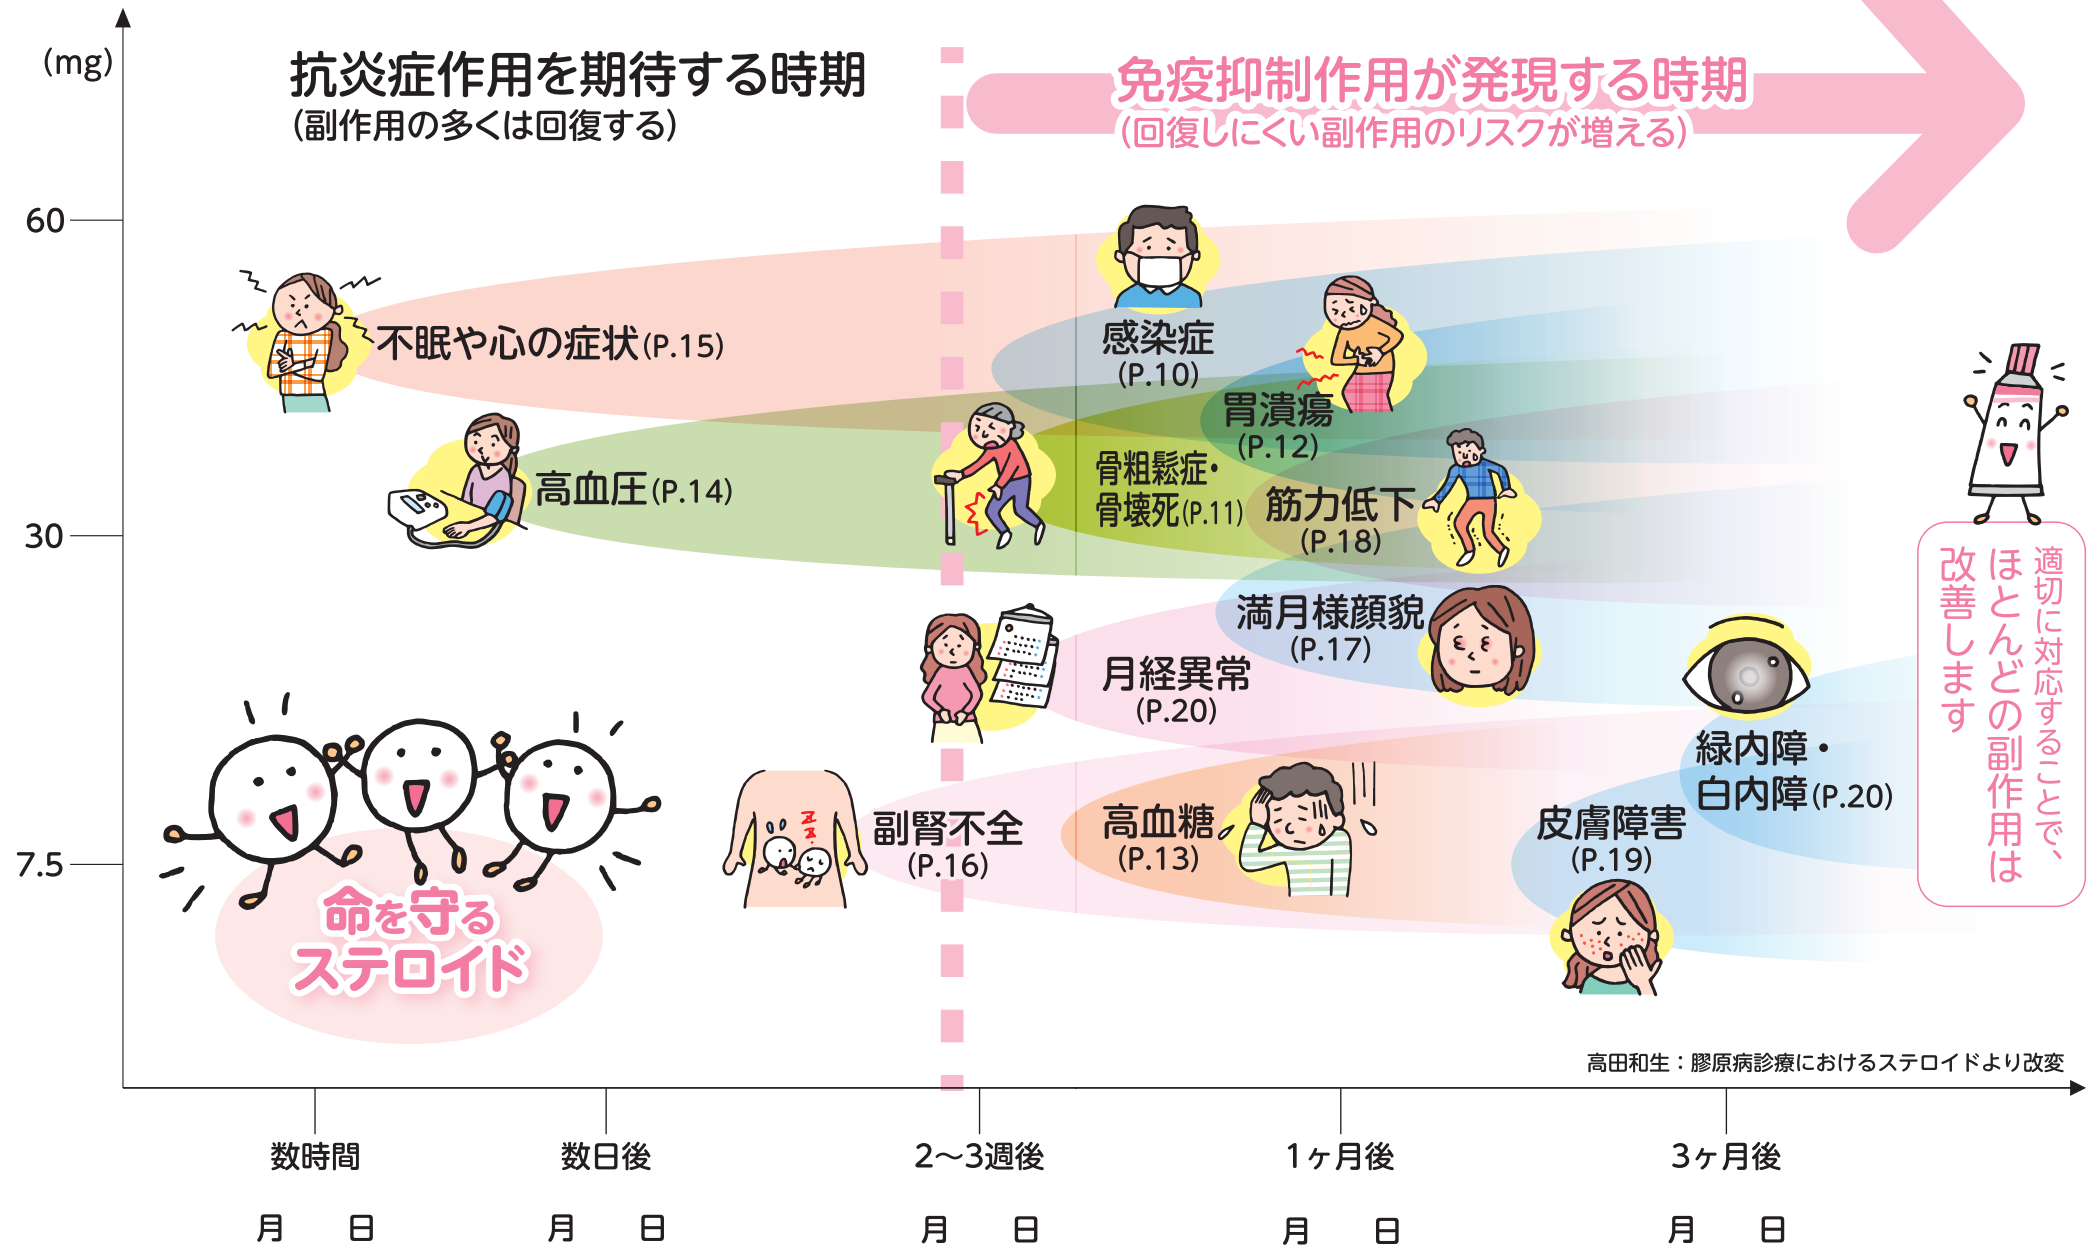 (mg)
抗炎症作用を期待する時期
(副作用の多くは回復する)
免疫抑制作用が発現する時期
(回復しにくい副作用のリスクが増える)
60
30
7.5
不眠や心の症状(P.15)
高血圧(P.14)
感染症
(P.10)
胃潰瘍
(P.12)
骨粗鬆症・
骨壊死(P.11)
筋力低下
(P.18)
満月様顔貌
(P.17)
月経異常
(P.20)
副腎不全
(P.16)
高血糖
(P.13)
緑内障・
白内障(P.20)
皮膚障害
(P.19)
適切に対応することで、
ほとんどの副作用は
改善します
命を守る
ステロイド
高田和生：膠原病診療におけるステロイドより改変
数時間
数日後
2〜3週後
1ヶ月後
3ヶ月後
月 日
月 日
月 日
月 日
月 日